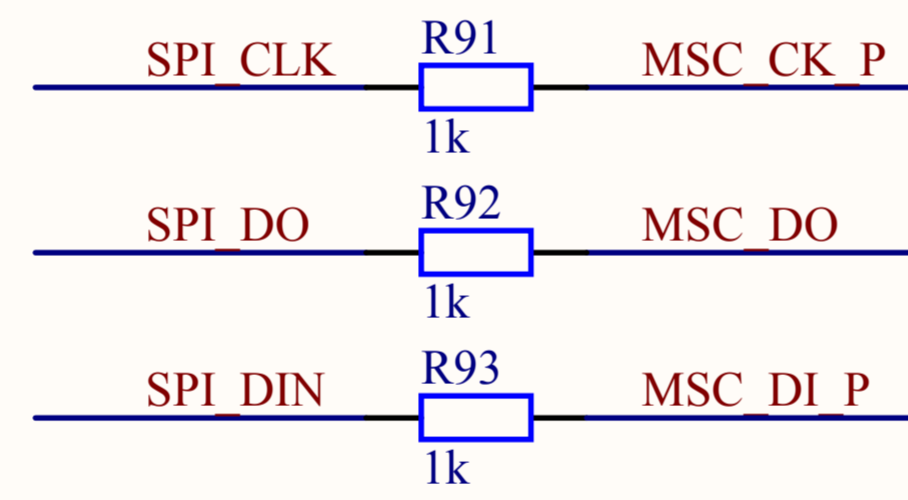 R91
SPI_CLK MSC_CK_P
1k
R92
SPI_DO MSC_DO
1k
R93
SPI_DIN MSC_DI_P
1k